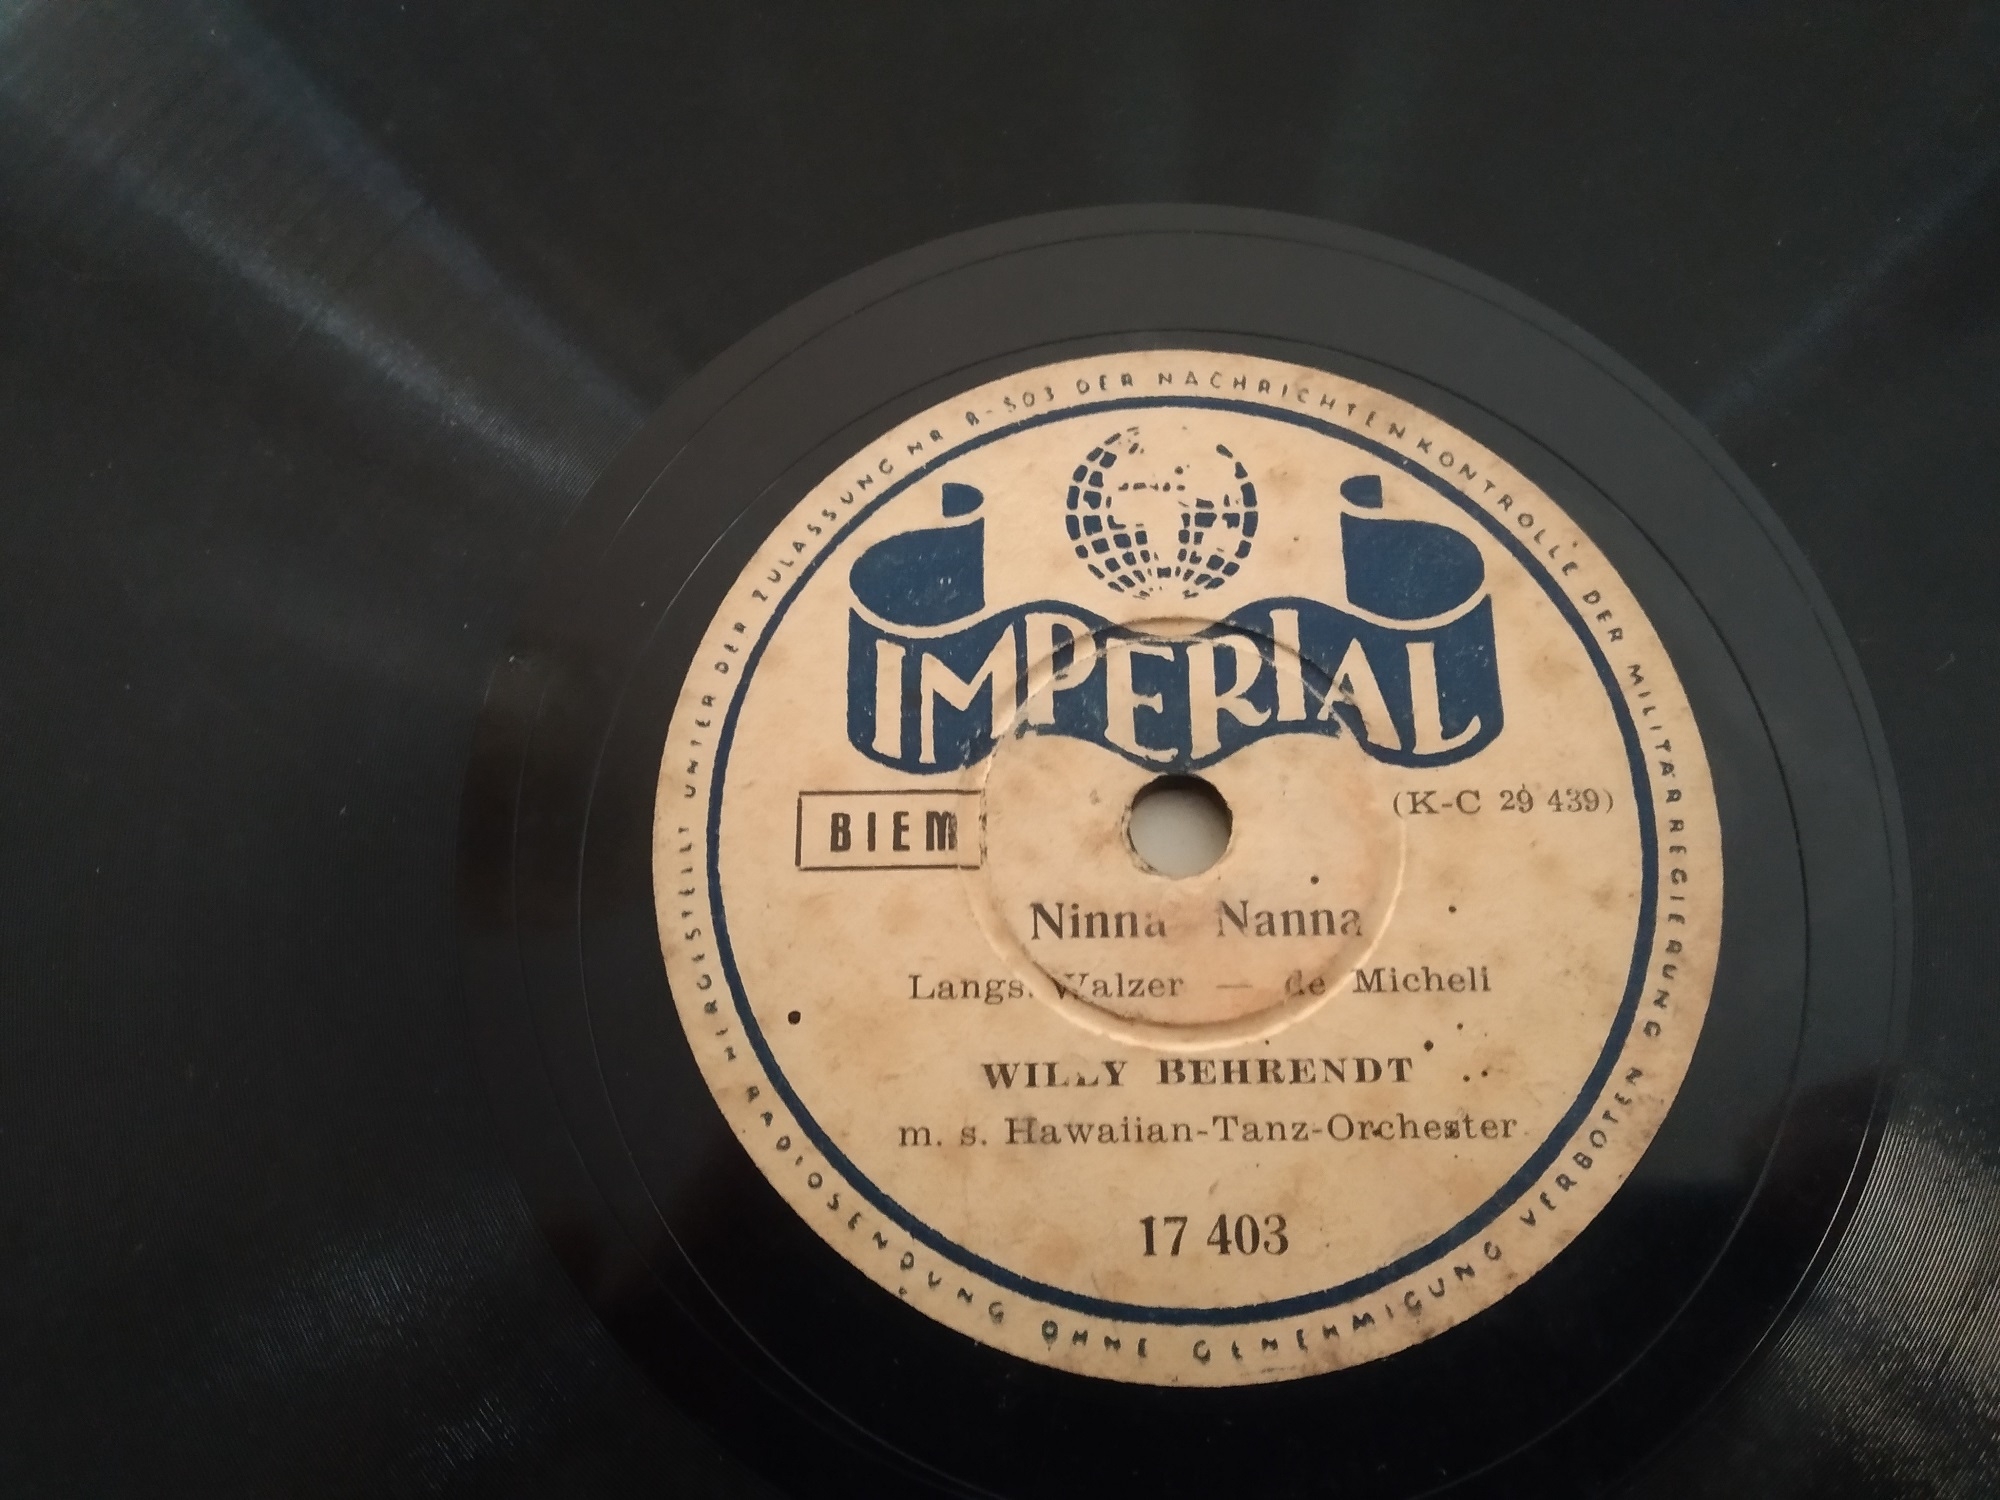 HERGESTELLT UNTER DER ZULASSUNG NR B-503 DER NACHRICHTENKONTROLLE DER MILITÄRREGIERUNG
IMPERIAL
BIEM
(K-C 29 439)
Ninna Nanna
Langs. Walzer — de Micheli
WILLY BEHRENDT
m. s. Hawaiian-Tanz-Orchester
17 403
RADIOSENDUNG OHNE GENEHMIGUNG VERBOTEN